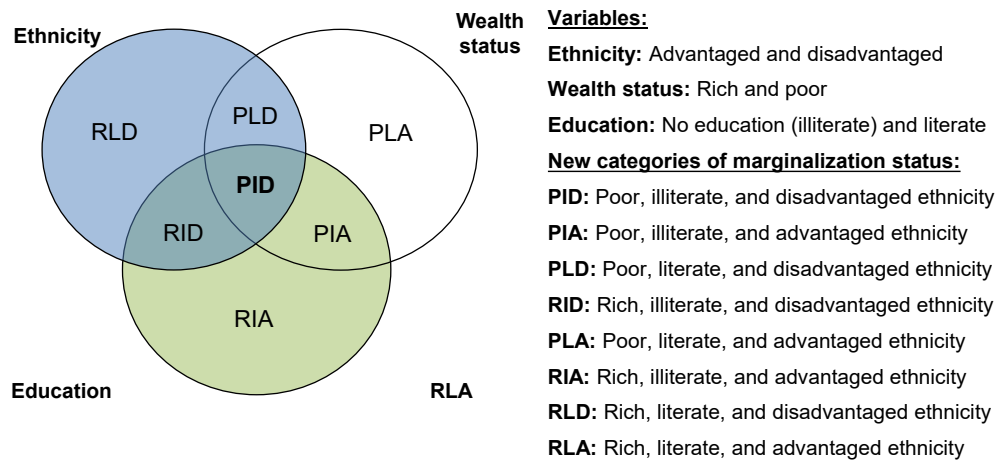 Ethnicity
Wealth
status
RLD
PLD
PLA
PID
RID
PIA
RIA
Education
RLA
Variables:
Ethnicity: Advantaged and disadvantaged
Wealth status: Rich and poor
Education: No education (illiterate) and literate
New categories of marginalization status:
PID: Poor, illiterate, and disadvantaged ethnicity
PIA: Poor, illiterate, and advantaged ethnicity
PLD: Poor, literate, and disadvantaged ethnicity
RID: Rich, illiterate, and disadvantaged ethnicity
PLA: Poor, literate, and advantaged ethnicity
RIA: Rich, illiterate, and advantaged ethnicity
RLD: Rich, literate, and disadvantaged ethnicity
RLA: Rich, literate, and advantaged ethnicity